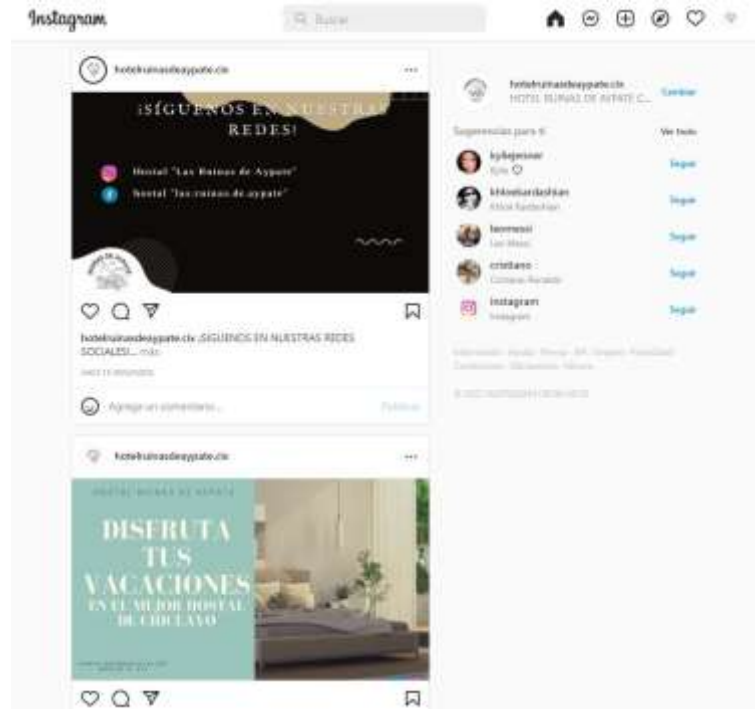 Instagram
Buscar
hotelruinasdeaypate.cix
¡SÍGUENOS EN NUESTRAS
REDES!
Hostal "Las Ruinas de Aypate"
hostal "las.ruinas.de.aypate"
hotelruinasdeaypate.cix ¡SÍGUENOS EN NUESTRAS REDES
SOCIALES!... más
Agrega un comentario...
Publicar
hotelruinasdeaypate.cix
HOSTAL RUINAS DE AYPATE
DISFRUTA
TUS
VACACIONES
EN EL MEJOR HOSTAL
DE CHICLAYO
hotelruinasdeaypate.cix
HOTEL RUINAS DE AYPATE C...
Cambiar
Sugerencias para ti
Ver todo
kyliejenner
Kylie
Seguir
khloekardashian
Khloé Kardashian
Seguir
leomessi
Leo Messi
Seguir
cristiano
Cristiano Ronaldo
Seguir
instagram
Instagram
Seguir